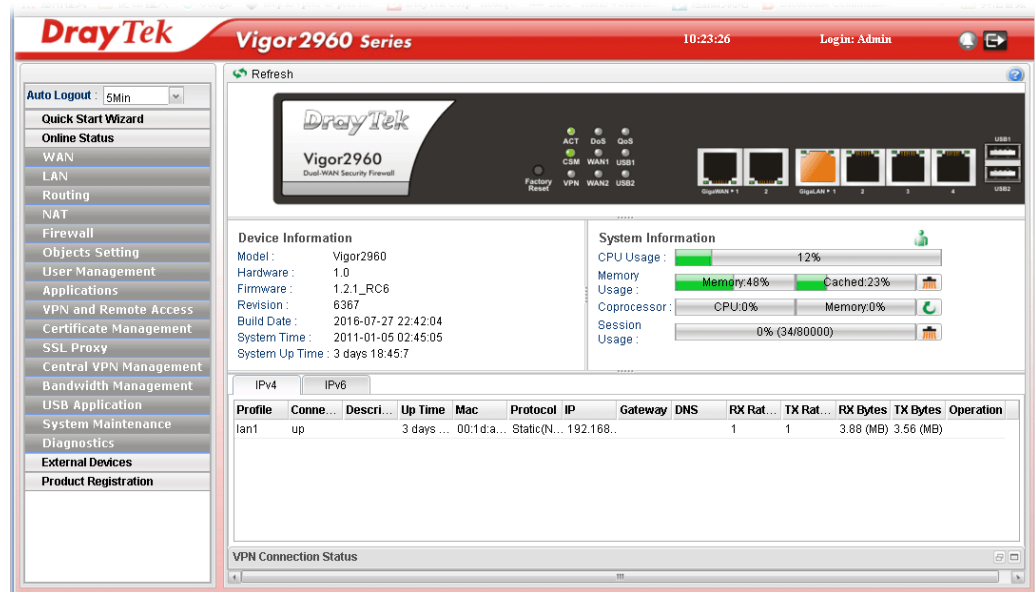 DrayTek Vigor2960 Series 10:23:26 Login: Admin
Refresh
Auto Logout : 5Min
Quick Start Wizard
Online Status
WAN
LAN
Routing
NAT
Firewall
Objects Setting
User Management
Applications
VPN and Remote Access
Certificate Management
SSL Proxy
Central VPN Management
Bandwidth Management
USB Application
System Maintenance
Diagnostics
External Devices
Product Registration
DrayTek
Vigor2960
Dual-WAN Security Firewall
Factory Reset
ACT DoS QoS
CSM WAN1 USB1
VPN WAN2 USB2
GigaWAN 1 2 GigaLAN 1 2 3 4
USB1
USB2
Device Information
Model : Vigor2960
Hardware : 1.0
Firmware : 1.2.1_RC6
Revision : 6367
Build Date : 2016-07-27 22:42:04
System Time : 2011-01-05 02:45:05
System Up Time : 3 days 18:45:7
System Information
CPU Usage : 12%
Memory Usage : Memory:48% Cached:23%
Coprocessor : CPU:0% Memory:0%
Session Usage : 0% (34/80000)
IPv4 IPv6
Profile Conne... Descri... Up Time Mac Protocol IP Gateway DNS RX Rat... TX Rat... RX Bytes TX Bytes Operation
lan1 up 3 days ... 00:1d:a... Static(N... 192.168.. 1 1 3.88 (MB) 3.56 (MB)
VPN Connection Status